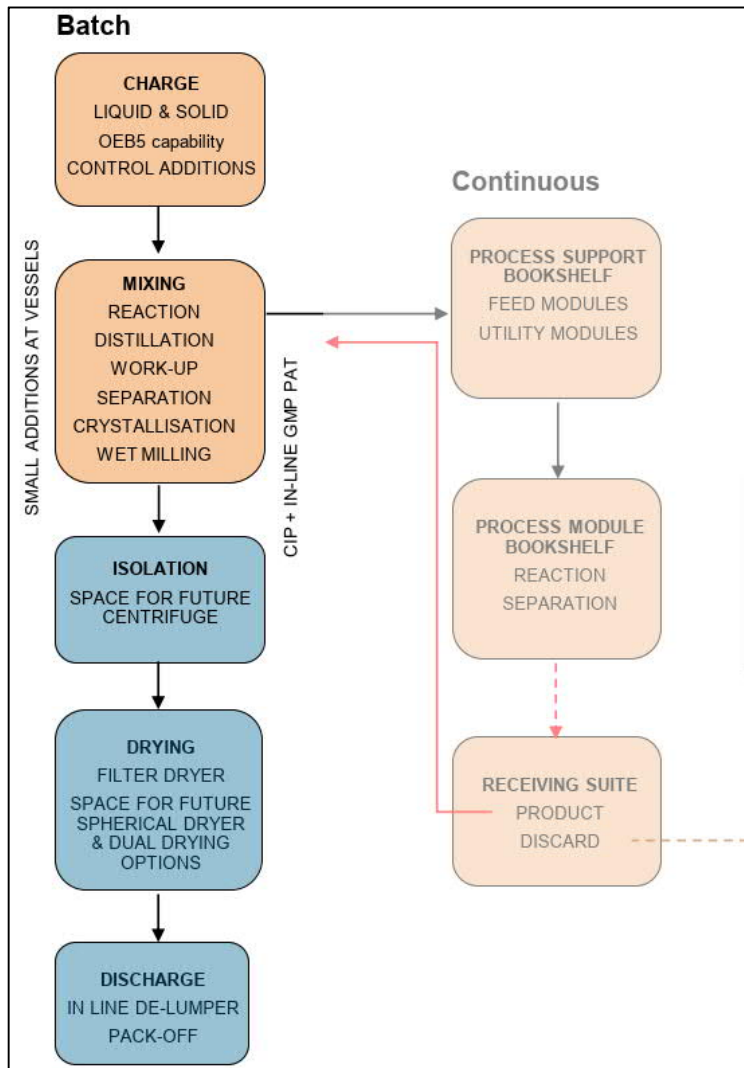 Batch
CHARGE
LIQUID & SOLID
OEB5 capability
CONTROL ADDITIONS
SMALL ADDITIONS AT VESSELS
MIXING
REACTION
DISTILLATION
WORK-UP
SEPARATION
CRYSTALLISATION
WET MILLING
CIP + IN-LINE GMP PAT
ISOLATION
SPACE FOR FUTURE
CENTRIFUGE
DRYING
FILTER DRYER
SPACE FOR FUTURE
SPHERICAL DRYER
& DUAL DRYING
OPTIONS
DISCHARGE
IN LINE DE-LUMPER
PACK-OFF
Continuous
PROCESS SUPPORT
BOOKSHELF
FEED MODULES
UTILITY MODULES
PROCESS MODULE
BOOKSHELF
REACTION
SEPARATION
RECEIVING SUITE
PRODUCT
DISCARD